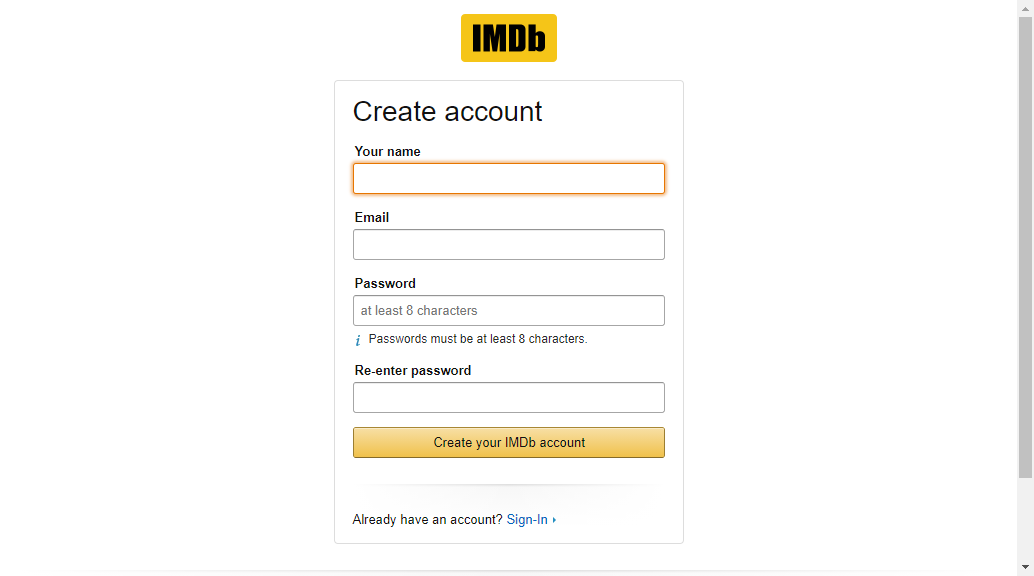 IMDb
Create account
Your name
Email
Password
at least 8 characters
i Passwords must be at least 8 characters.
Re-enter password
Create your IMDb account
Already have an account? Sign-In